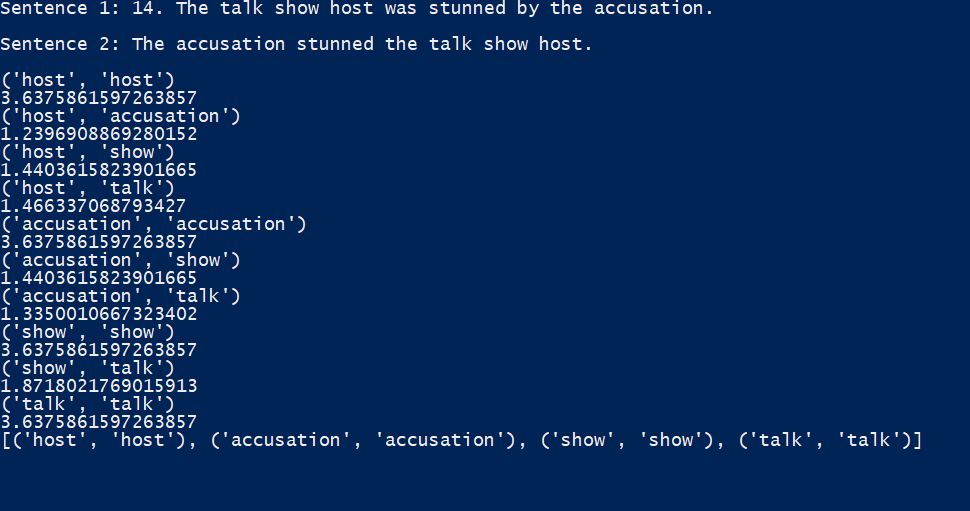 Sentence 1: 14. The talk show host was stunned by the accusation.
Sentence 2: The accusation stunned the talk show host.
('host', 'host')
3.6375861597263857
('host', 'accusation')
1.2396908869280152
('host', 'show')
1.4403615823901665
('host', 'talk')
1.466337068793427
('accusation', 'accusation')
3.6375861597263857
('accusation', 'show')
1.4403615823901665
('accusation', 'talk')
1.3350010667323402
('show', 'show')
3.6375861597263857
('show', 'talk')
1.8718021769015913
('talk', 'talk')
3.6375861597263857
[('host', 'host'), ('accusation', 'accusation'), ('show', 'show'), ('talk', 'talk')]